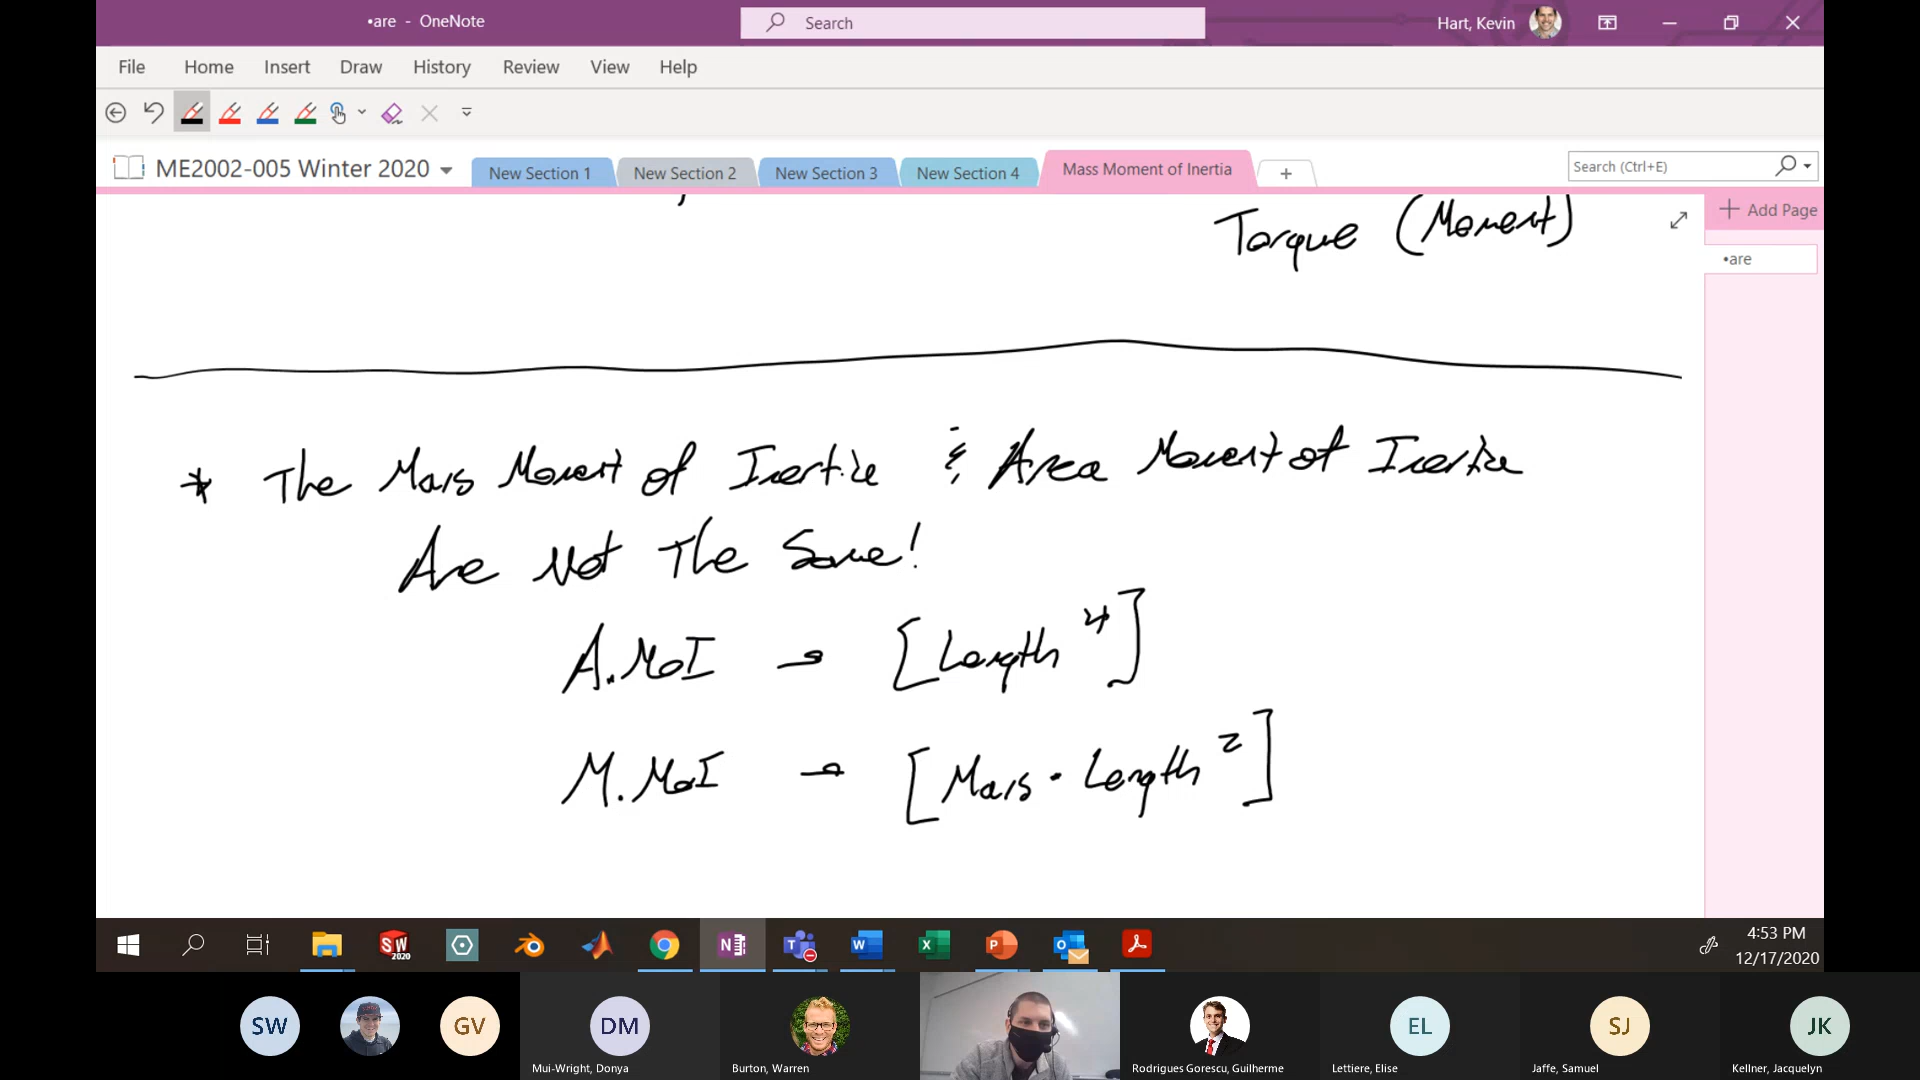 •are - OneNote
Search
Hart, Kevin
File Home Insert Draw History Review View Help
ME2002-005 Winter 2020
New Section 1 New Section 2 New Section 3 New Section 4 Mass Moment of Inertia +
Search (Ctrl+E)
Add Page
•are
Torque (Moment)
* The Mass Moment of Inertia & Area Moment of Inertia
Are Not The Same!
A.MoI → [Length⁴]
M.MoI → [Mass · Length²]
SW 2020
N
T
W
X
P
O
4:53 PM
12/17/2020
SW
GV
DM
EL
SJ
JK
Mui-Wright, Donya
Burton, Warren
Rodrigues Gorescu, Guilherme
Lettiere, Elise
Jaffe, Samuel
Kellner, Jacquelyn